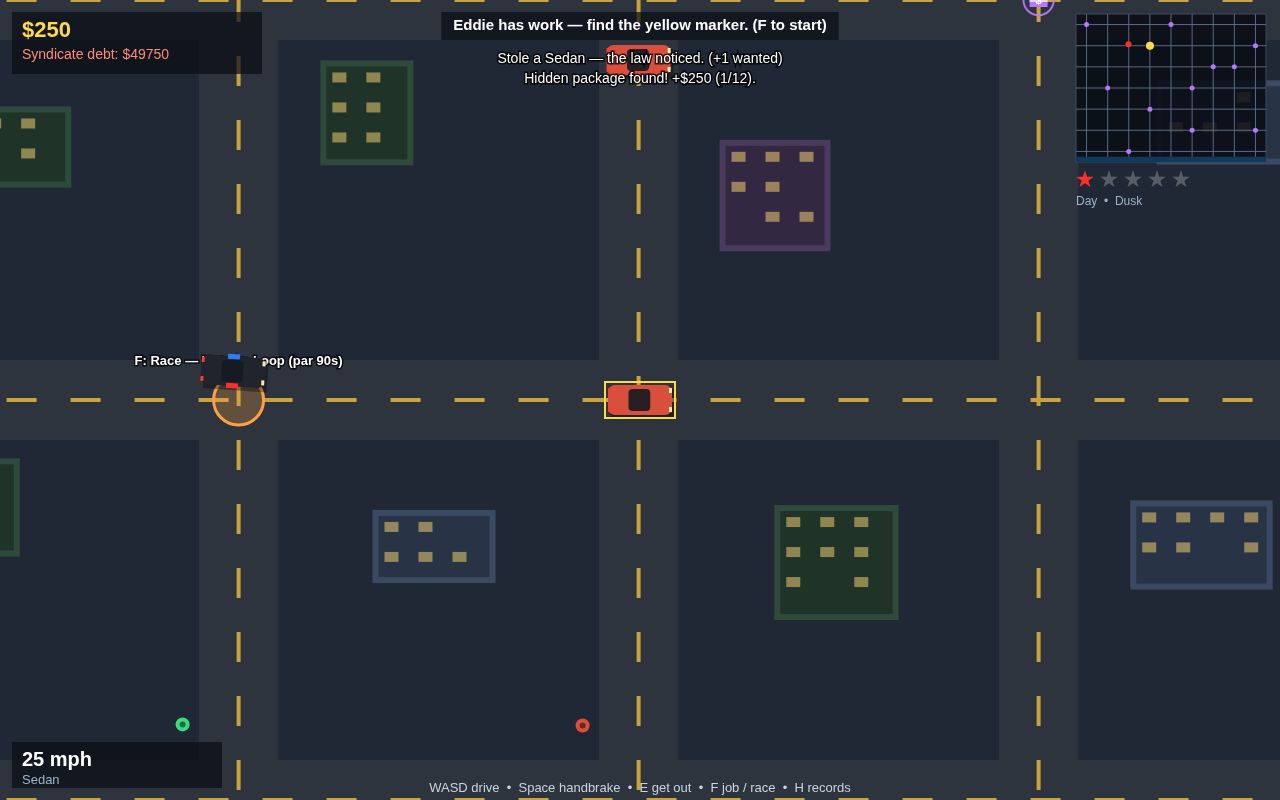 $250
Syndicate debt: $49750
Eddie has work — find the yellow marker. (F to start)
Stole a Sedan — the law noticed. (+1 wanted)
Hidden package found! +$250 (1/12).
Day • Dusk
F: Race — oop (par 90s)
25 mph
Sedan
WASD drive • Space handbrake • E get out • F job / race • H records